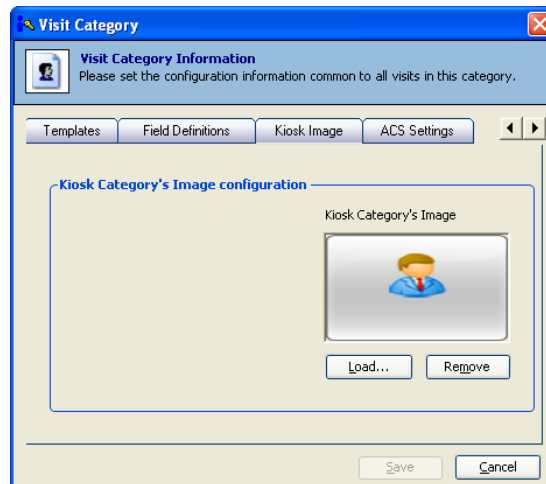 Visit Category
Visit Category Information
Please set the configuration information common to all visits in this category.
Templates Field Definitions Kiosk Image ACS Settings
Kiosk Category's Image configuration
Kiosk Category's Image
Load... Remove
Save Cancel